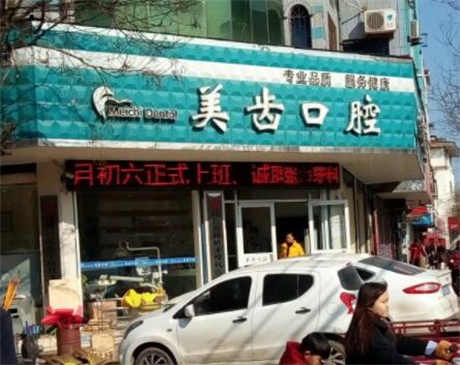 专业品质 服务健康
Meichi Dental
美齿口腔
月初六正式上班、诚聘